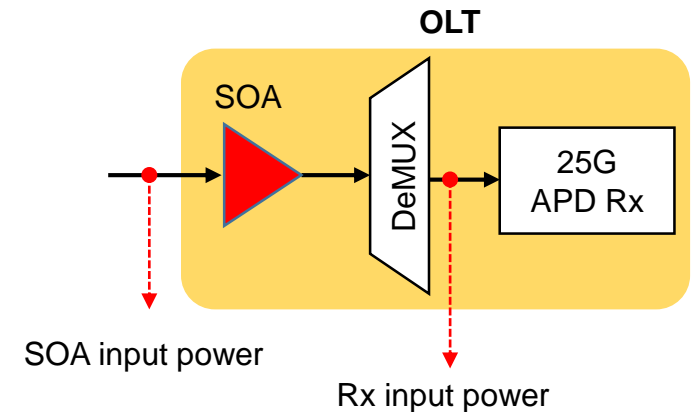 OLT
SOA
DeMUX
25G
APD Rx
SOA input power
Rx input power